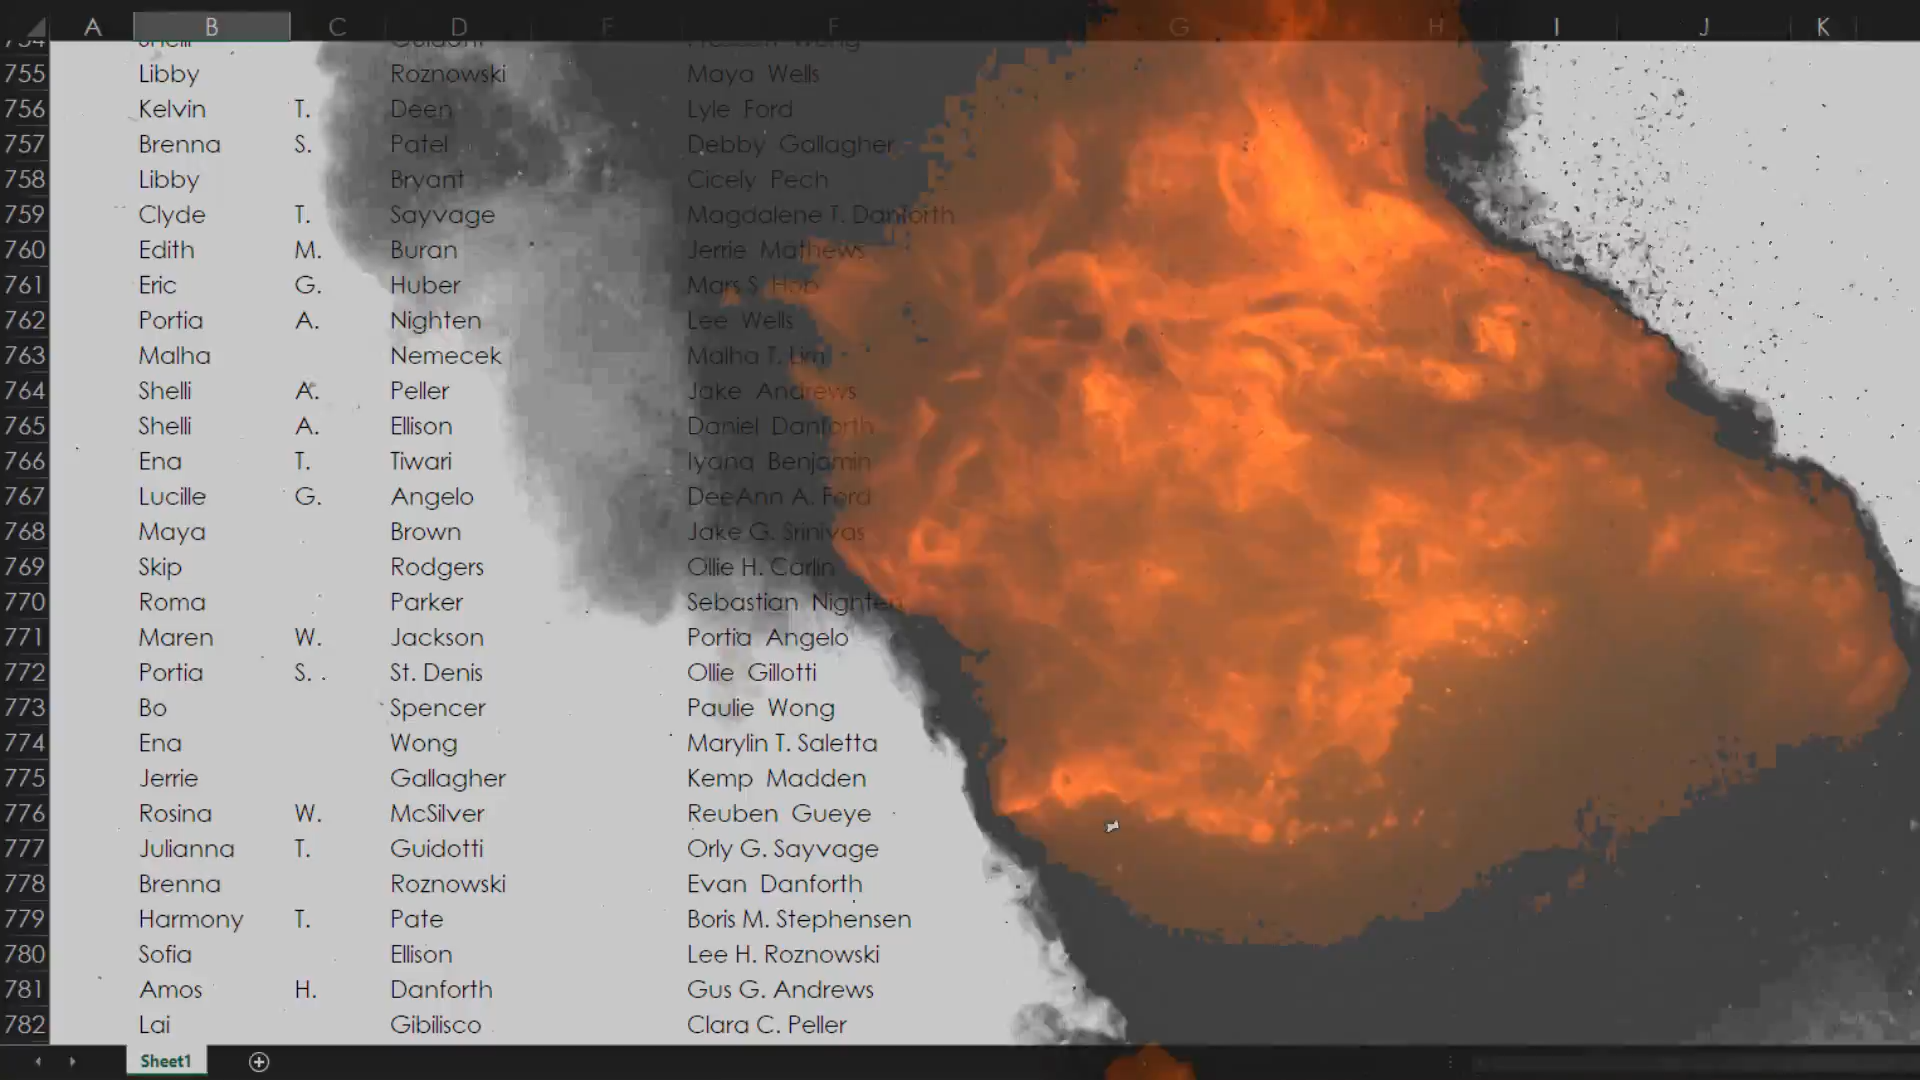 A B C D E F G H I J K
755 Libby Roznowski Maya Wells
756 Kelvin T. Deen Lyle Ford
757 Brenna S. Patel Debby Gallagher
758 Libby Bryant Cicely Pech
759 Clyde T. Sayvage Magdalene T. Danforth
760 Edith M. Buran Jerrie Mathews
761 Eric G. Huber Mars S. Hob
762 Portia A. Nighten Lee Wells
763 Malha Nemecek Malha T. Lim
764 Shelli A. Peller Jake Andrews
765 Shelli A. Ellison Daniel Danforth
766 Ena T. Tiwari Iyana Benjamin
767 Lucille G. Angelo DeeAnn A. Ford
768 Maya Brown Jake G. Srinivas
769 Skip Rodgers Ollie H. Carlin
770 Roma Parker Sebastian Nighten
771 Maren W. Jackson Portia Angelo
772 Portia S. St. Denis Ollie Gillotti
773 Bo Spencer Paulie Wong
774 Ena Wong Marylin T. Saletta
775 Jerrie Gallagher Kemp Madden
776 Rosina W. McSilver Reuben Gueye
777 Julianna T. Guidotti Orly G. Sayvage
778 Brenna Roznowski Evan Danforth
779 Harmony T. Pate Boris M. Stephensen
780 Sofia Ellison Lee H. Roznowski
781 Amos H. Danforth Gus G. Andrews
782 Lai Gibilisco Clara C. Peller
Sheet1